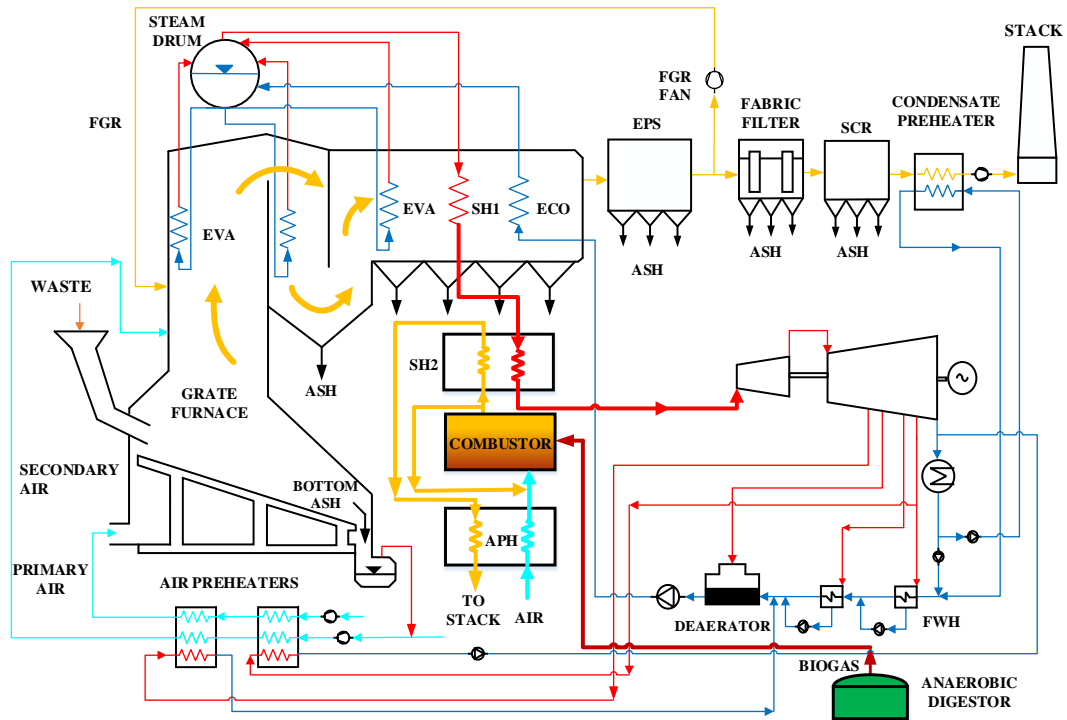 STEAM
DRUM
STACK
FGR
FAN
FABRIC
FILTER
CONDENSATE
PREHEATER
FGR
EPS
SCR
EVA
EVA
SH1
ECO
ASH
ASH
ASH
WASTE
SH2
ASH
GRATE
FURNACE
COMBUSTOR
SECONDARY
AIR
BOTTOM
ASH
APH
PRIMARY
AIR
AIR PREHEATERS
TO
STACK
AIR
DEAERATOR
FWH
BIOGAS
ANAEROBIC
DIGESTOR